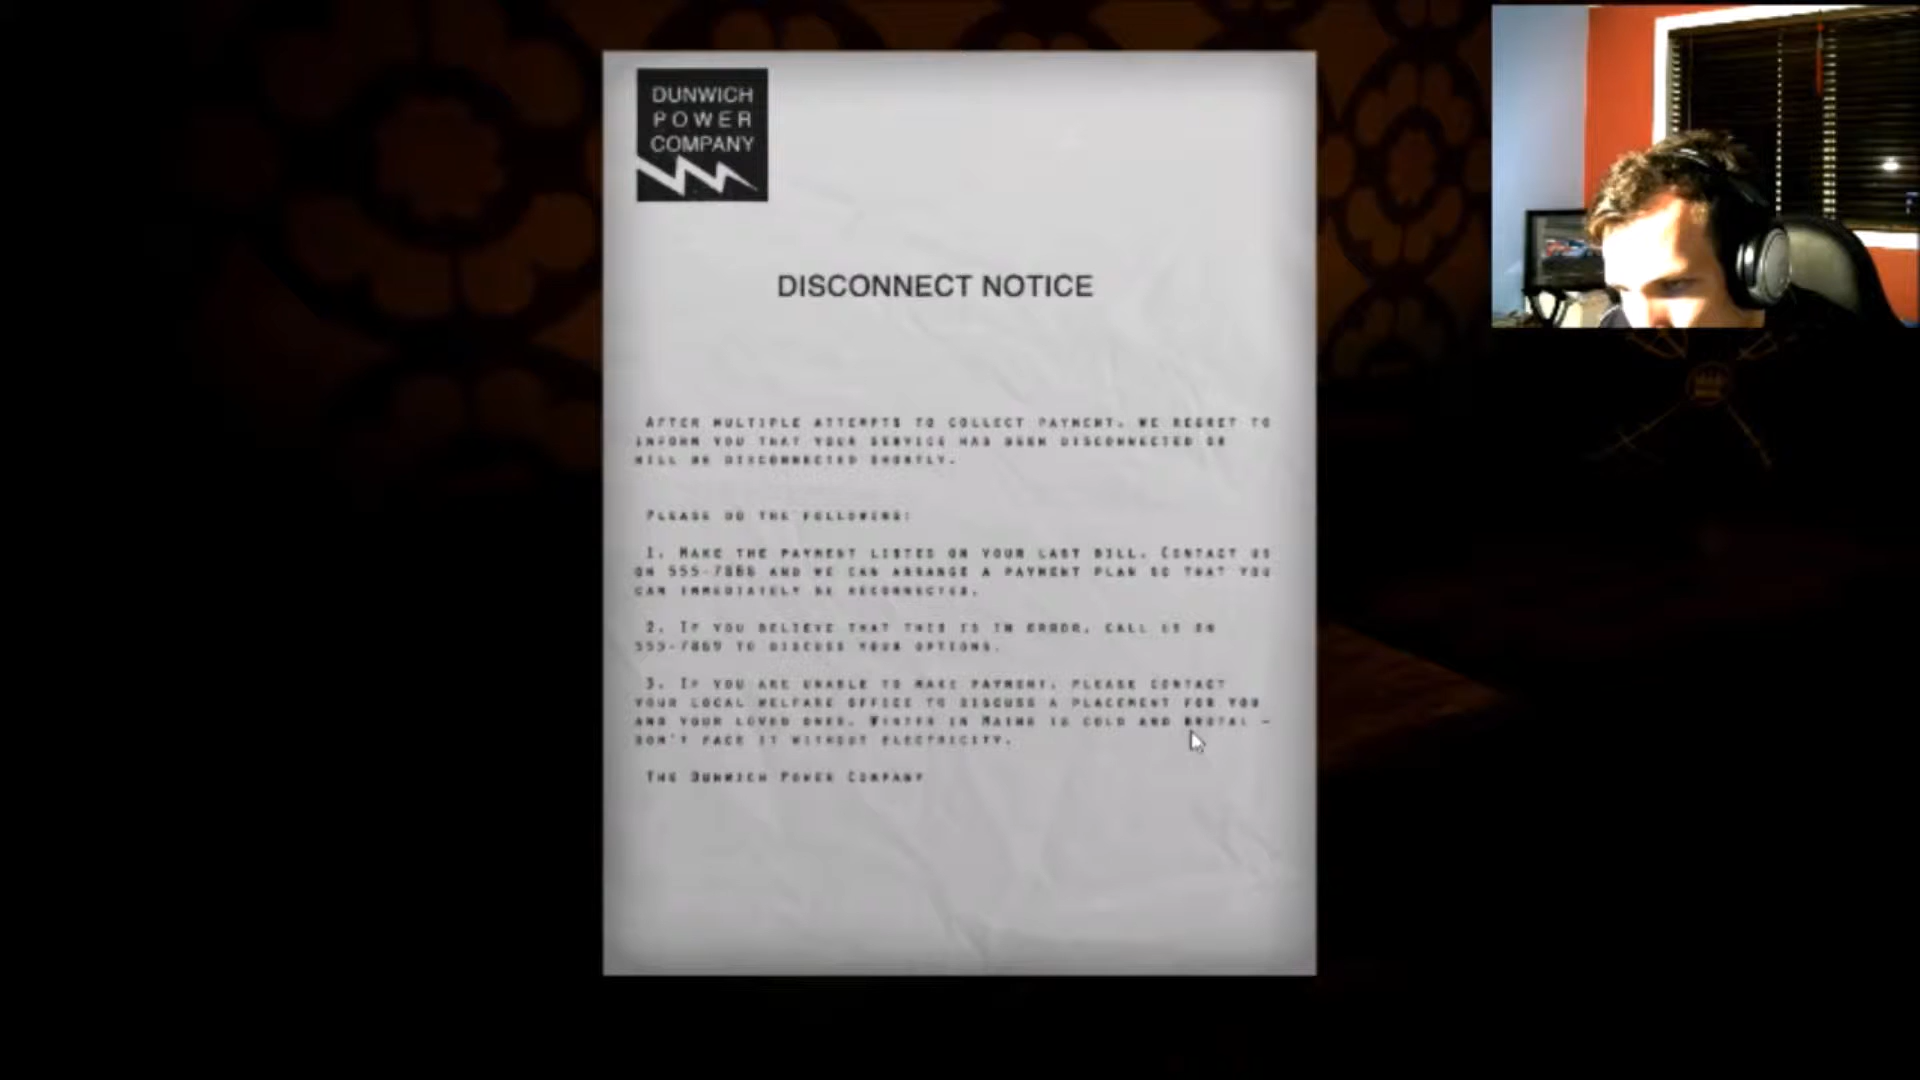 DUNWICH
POWER
COMPANY
DISCONNECT NOTICE
AFTER MULTIPLE ATTEMPTS TO COLLECT PAYMENT, WE REGRET TO
INFORM YOU THAT YOUR SERVICE HAS BEEN DISCONNECTED OR
WILL BE DISCONNECTED SHORTLY.
PLEASE DO THE FOLLOWING:
1. MAKE THE PAYMENT LISTED ON YOUR LAST BILL. CONTACT US
ON AND WE CAN ARRANGE A PAYMENT PLAN SO THAT YOU
CAN IMMEDIATELY BE RECONNECTED.
2. IF YOU BELIEVE THAT THIS IS IN ERROR, CALL US ON
TO DISCUSS YOUR OPTIONS.
3. IF YOU ARE UNABLE TO MAKE PAYMENT, PLEASE CONTACT
YOUR LOCAL WELFARE OFFICE TO DISCUSS A PLACEMENT FOR YOU
AND YOUR LOVED ONES. WINTER IN MAINE IS COLD AND BRUTAL -
DON'T FACE IT WITHOUT ELECTRICITY.
THE DUNWICH POWER COMPANY